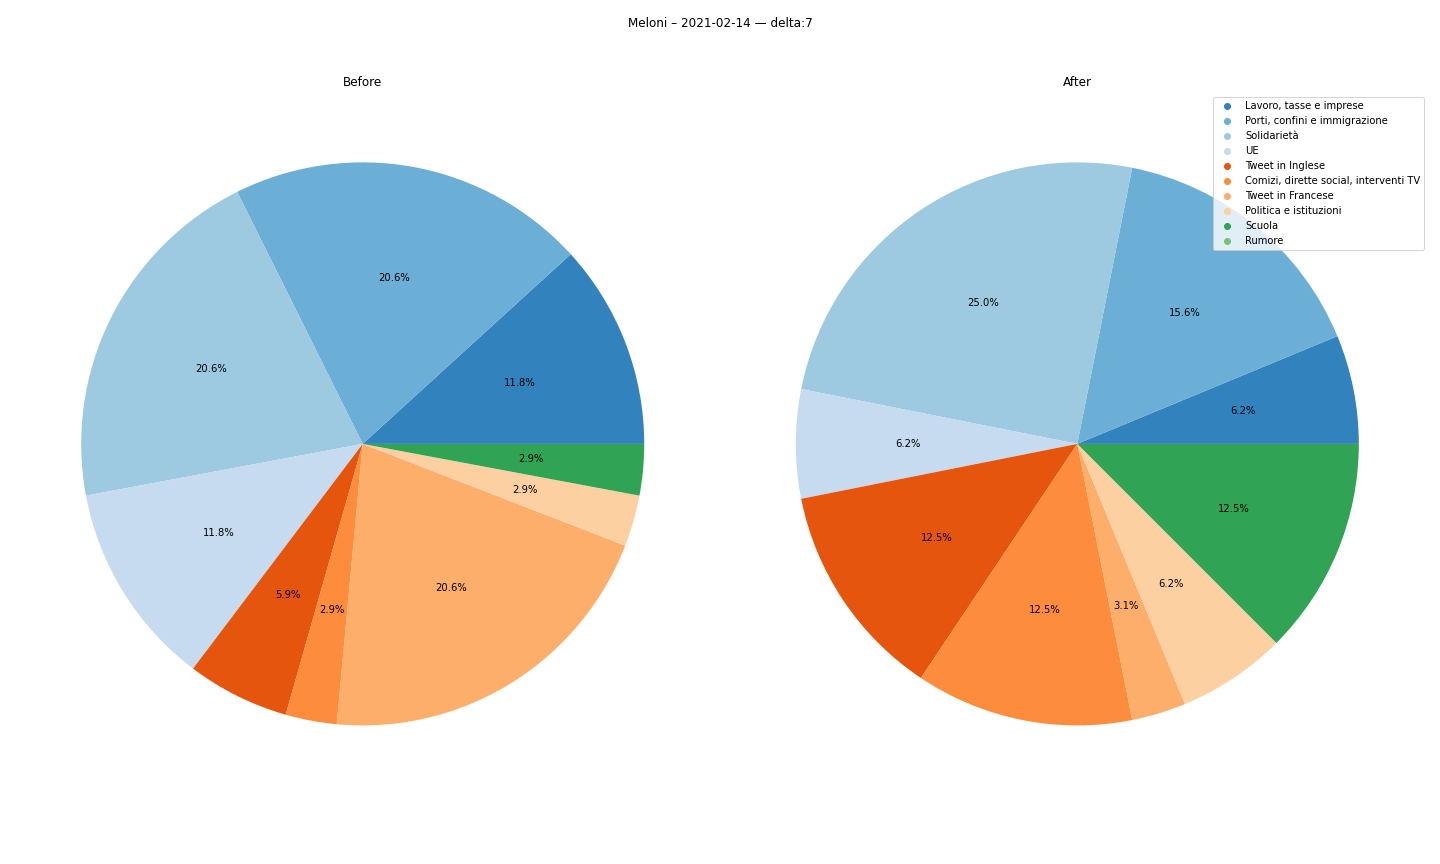 Meloni – 2021-02-14 — delta:7
Before
20.6%
11.8%
20.6%
11.8%
5.9%
2.9%
20.6%
2.9%
2.9%
After
Lavoro, tasse e imprese
Porti, confini e immigrazione
Solidarietà
UE
Tweet in Inglese
Comizi, dirette social, interventi TV
Tweet in Francese
Politica e istituzioni
Scuola
Rumore
25.0%
15.6%
6.2%
6.2%
12.5%
12.5%
3.1%
6.2%
12.5%